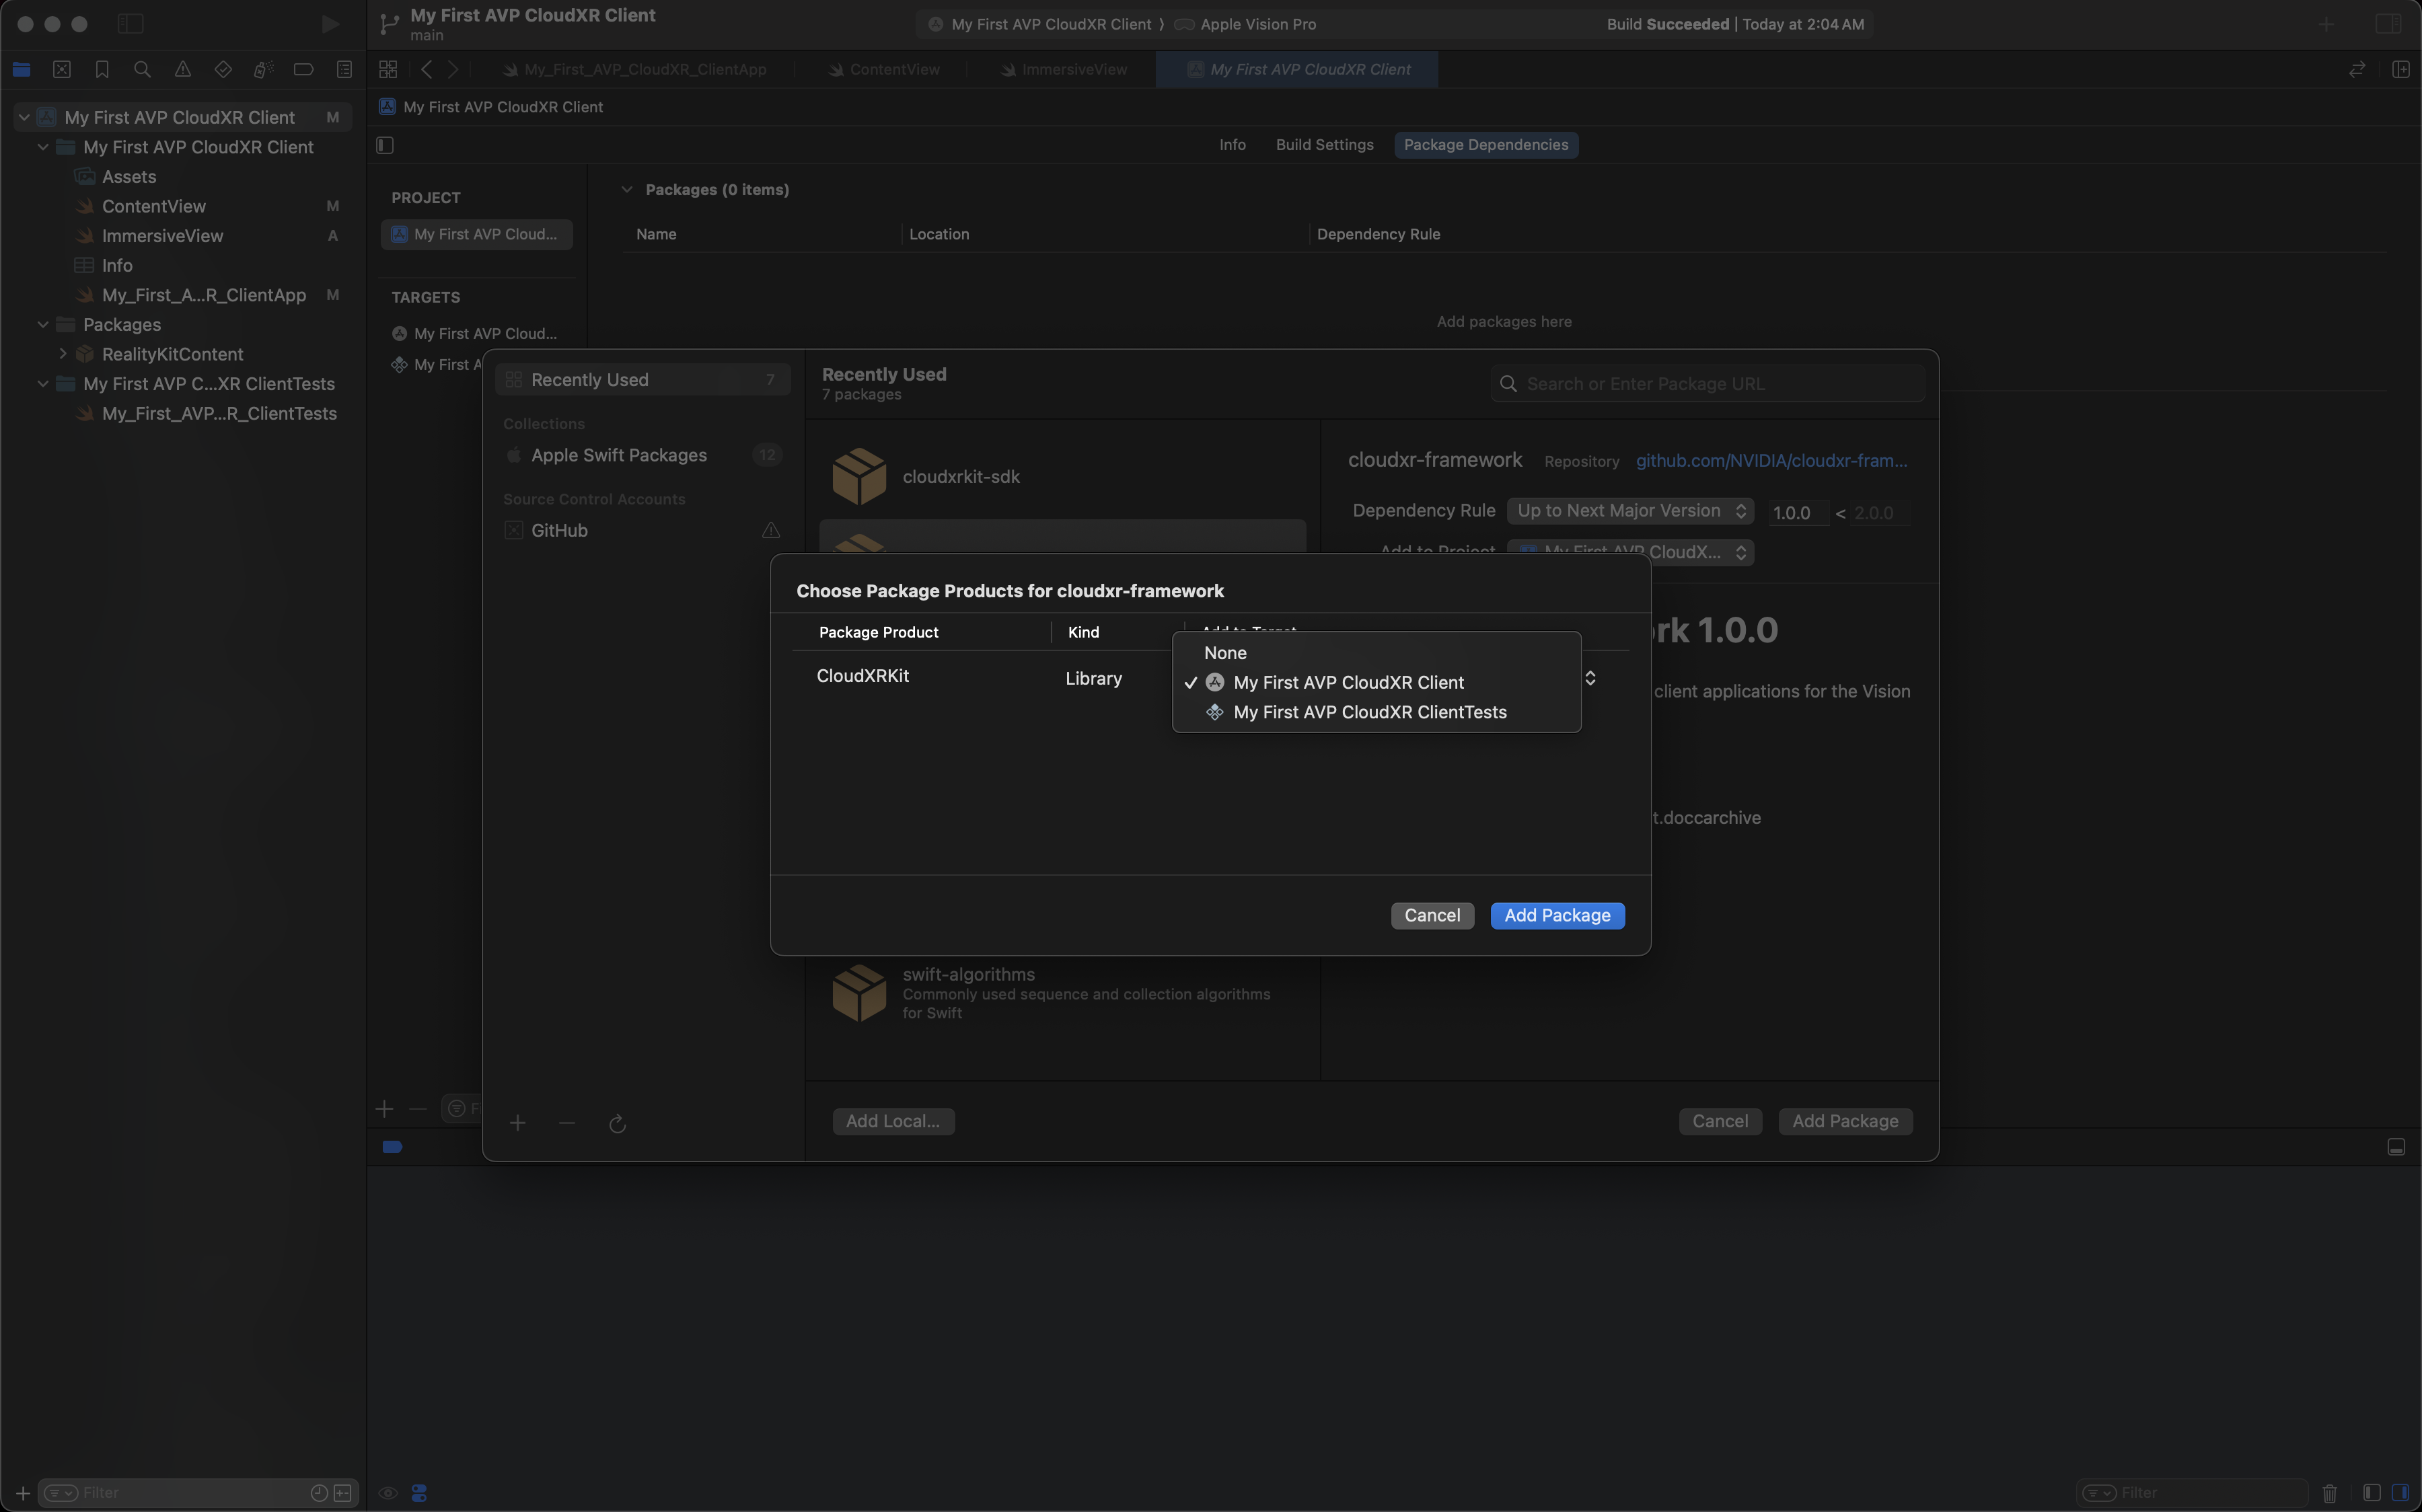 My First AVP CloudXR Client
main
My First AVP CloudXR Client ⟩ Apple Vision Pro
Build Succeeded | Today at 2:04 AM
My_First_AVP_CloudXR_ClientApp
ContentView
ImmersiveView
My First AVP CloudXR Client
My First AVP CloudXR Client M
My First AVP CloudXR Client
Assets
ContentView M
ImmersiveView A
Info
My_First_A...R_ClientApp M
Packages
RealityKitContent
My First AVP C...XR ClientTests
My_First_AVP...R_ClientTests
Filter
My First AVP CloudXR Client
Info
Build Settings
Package Dependencies
PROJECT
My First AVP Cloud...
TARGETS
My First AVP Cloud...
My First A
Packages (0 items)
Name
Location
Dependency Rule
Add packages here
Recently Used 7
Collections
Apple Swift Packages 12
Source Control Accounts
GitHub
Recently Used
7 packages
Search or Enter Package URL
cloudxrkit-sdk
cloudxr-framework
Repository
github.com/NVIDIA/cloudxr-fram...
Dependency Rule
Up to Next Major Version
1.0.0 < 2.0.0
Add to Project
My First AVP CloudX...
Choose Package Products for cloudxr-framework
Package Product
Kind
Add to Target
CloudXRKit
Library
None
✓ My First AVP CloudXR Client
My First AVP CloudXR ClientTests
rk 1.0.0
client applications for the Vision
t.doccarchive
Cancel
Add Package
swift-algorithms
Commonly used sequence and collection algorithms
for Swift
Add Local...
Cancel
Add Package
Filter